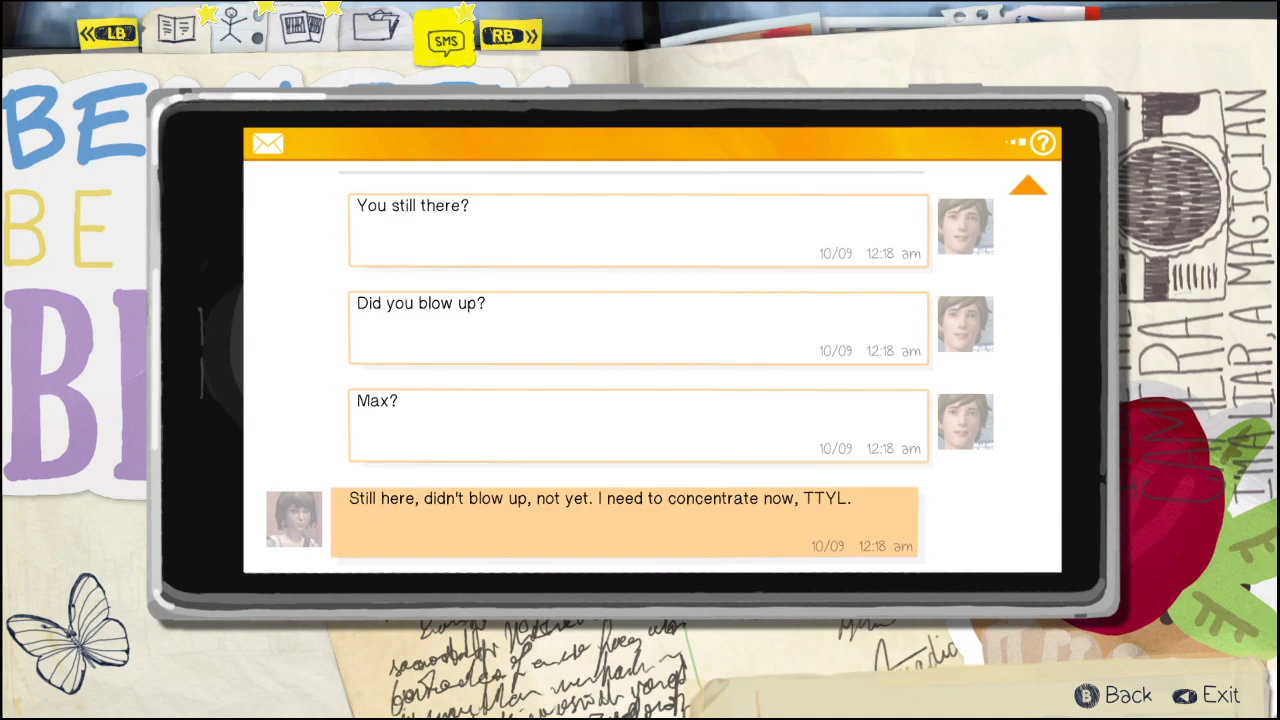 LB
SMS
RB
BE
BE
You still there?
10/09 12:18 am
Did you blow up?
10/09 12:18 am
Max?
10/09 12:18 am
Still here, didn't blow up, not yet. I need to concentrate now, TTYL.
10/09 12:18 am
CAMERA
LIAR, A MAGICIAN
B Back
Exit